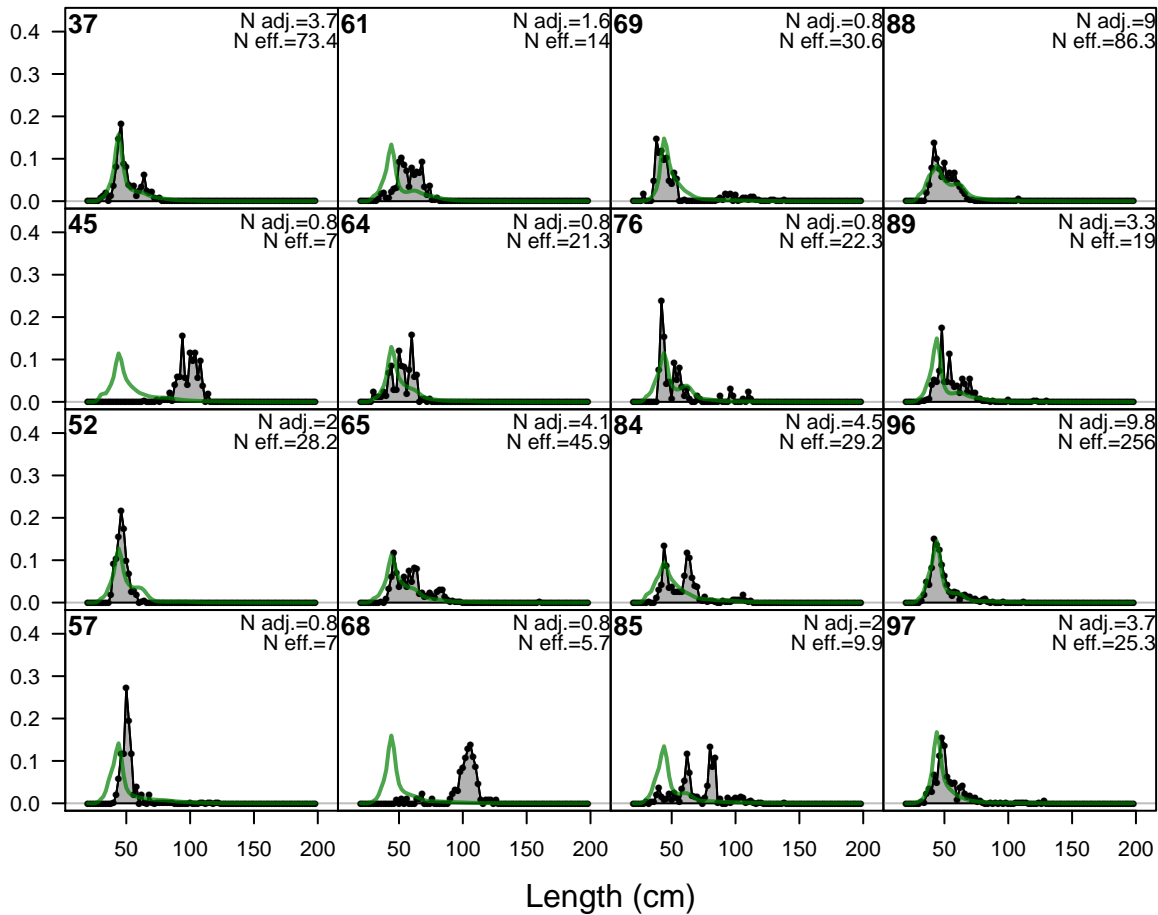 37 N adj.=3.7 61 N adj.=1.6 69 N adj.=0.8 88 N adj.=9
N eff.=73.4 N eff.=14 N eff.=30.6 N eff.=86.3
0.4
0.3
0.2
0.1
0.0
45 N adj.=0.8 64 N adj.=0.8 76 N adj.=0.8 89 N adj.=3.3
N eff.=7 N eff.=21.3 N eff.=22.3 N eff.=19
0.4
0.3
0.2
0.1
0.0
52 N adj.=2 65 N adj.=4.1 84 N adj.=4.5 96 N adj.=9.8
N eff.=28.2 N eff.=45.9 N eff.=29.2 N eff.=256
0.4
0.3
0.2
0.1
0.0
57 N adj.=0.8 68 N adj.=0.8 85 N adj.=2 97 N adj.=3.7
N eff.=7 N eff.=5.7 N eff.=9.9 N eff.=25.3
0.4
0.3
0.2
0.1
0.0
50 100 150 200 50 100 150 200 50 100 150 200 50 100 150 200
Length (cm)